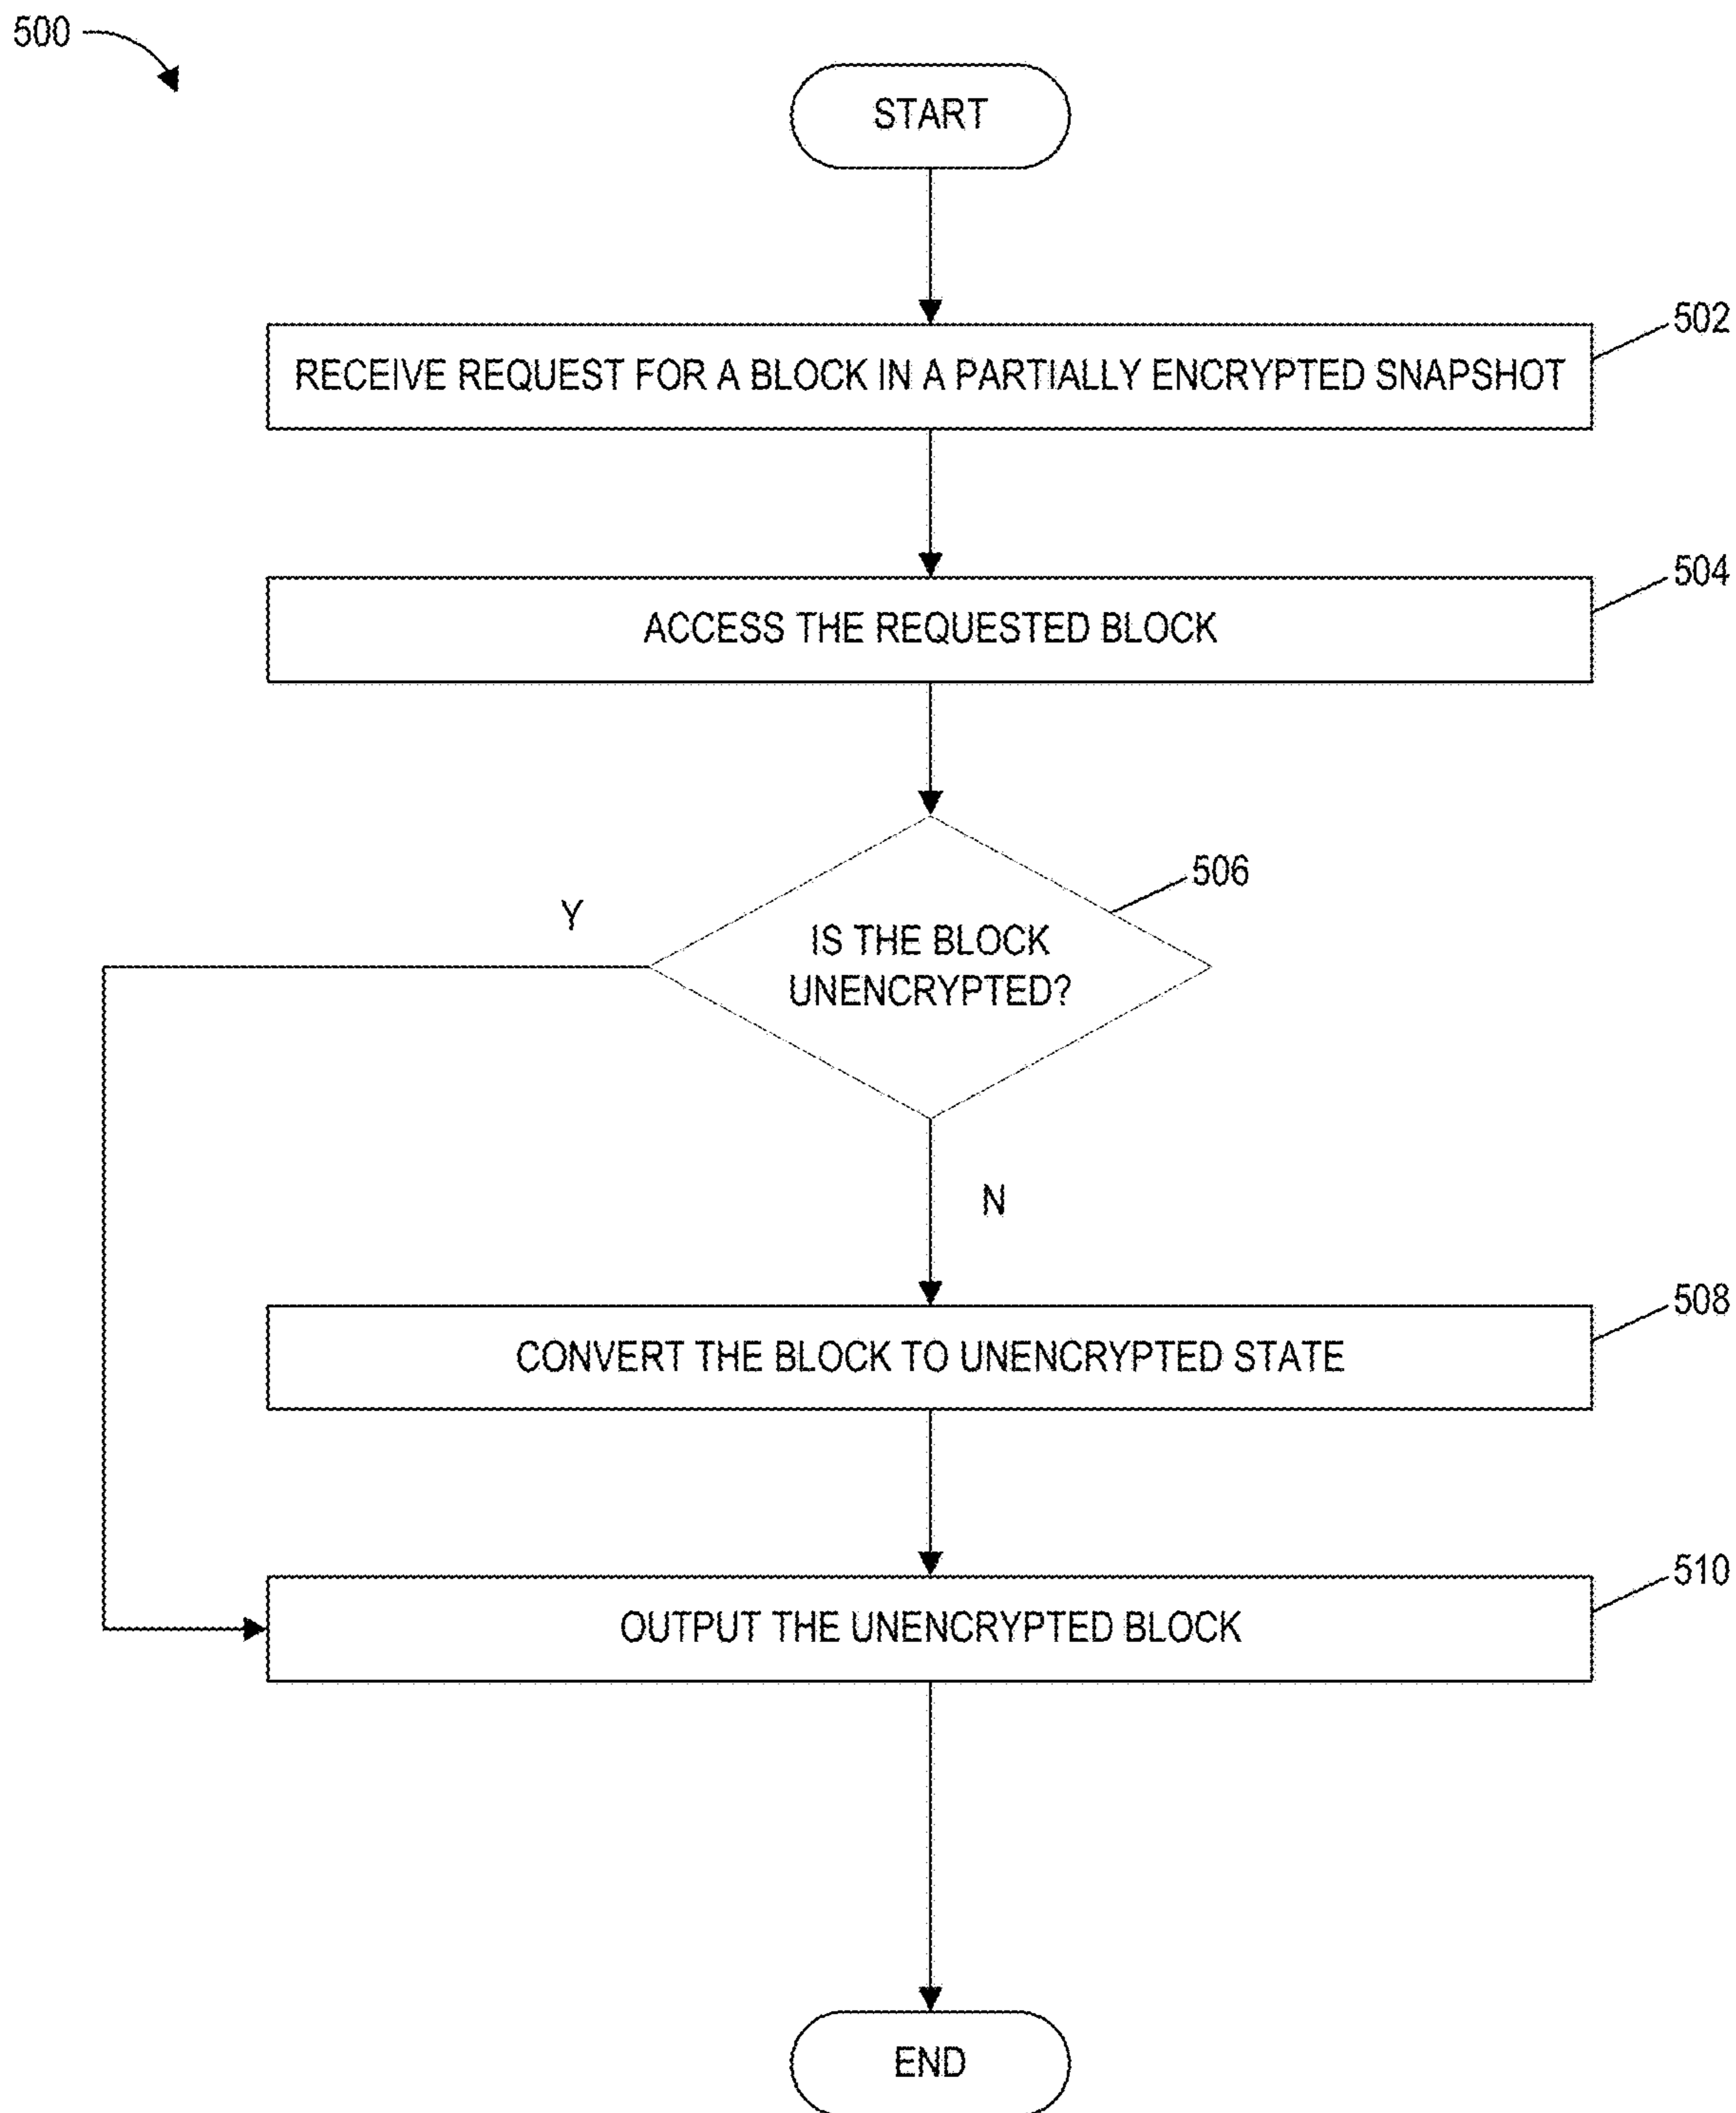 500
START
502
RECEIVE REQUEST FOR A BLOCK IN A PARTIALLY ENCRYPTED SNAPSHOT
504
ACCESS THE REQUESTED BLOCK
506
Y
IS THE BLOCK
UNENCRYPTED?
N
508
CONVERT THE BLOCK TO UNENCRYPTED STATE
510
OUTPUT THE UNENCRYPTED BLOCK
END